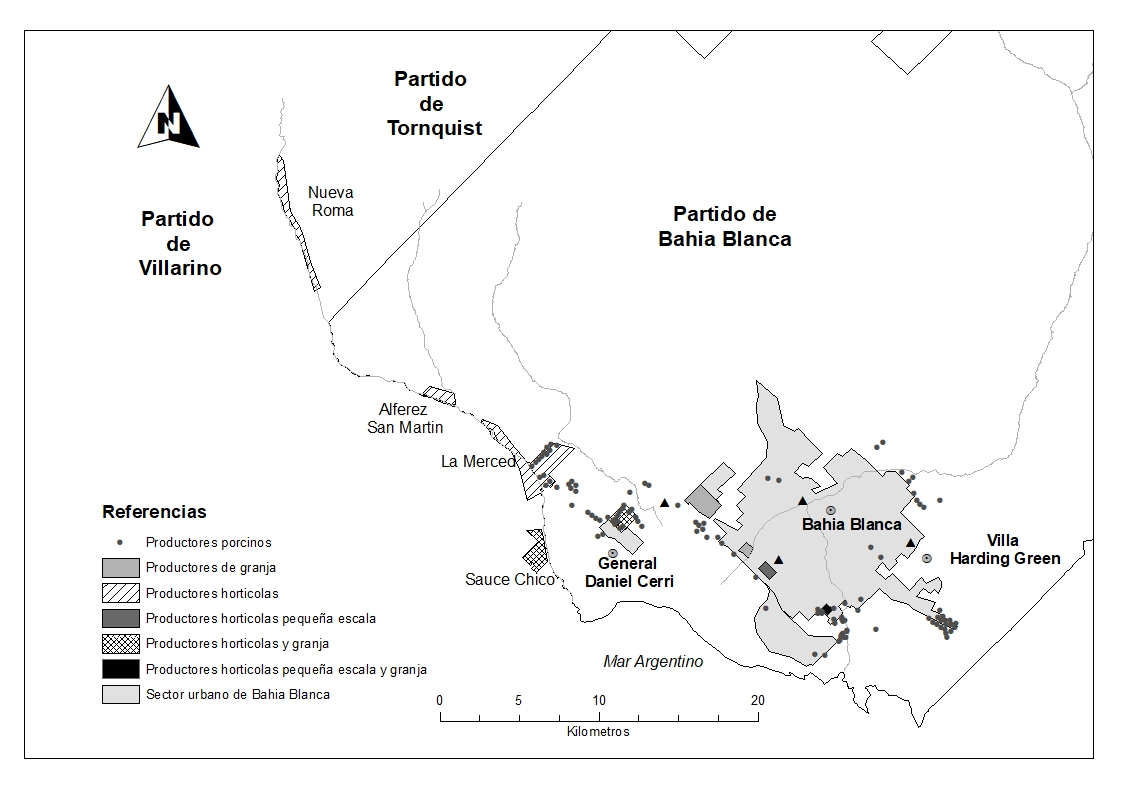 Partido
de
Tornquist
N
Nueva
Roma
Partido
de
Villarino
Partido de
Bahia Blanca
Alferez
San Martin
La Merced
Bahia Blanca
Villa
Harding Green
General
Daniel Cerri
Sauce Chico
Mar Argentino
Referencias
Productores porcinos
Productores de granja
Productores horticolas
Productores horticolas pequeña escala
Productores horticolas y granja
Productores horticolas pequeña escala y granja
Sector urbano de Bahia Blanca
0 5 10 20
Kilometros